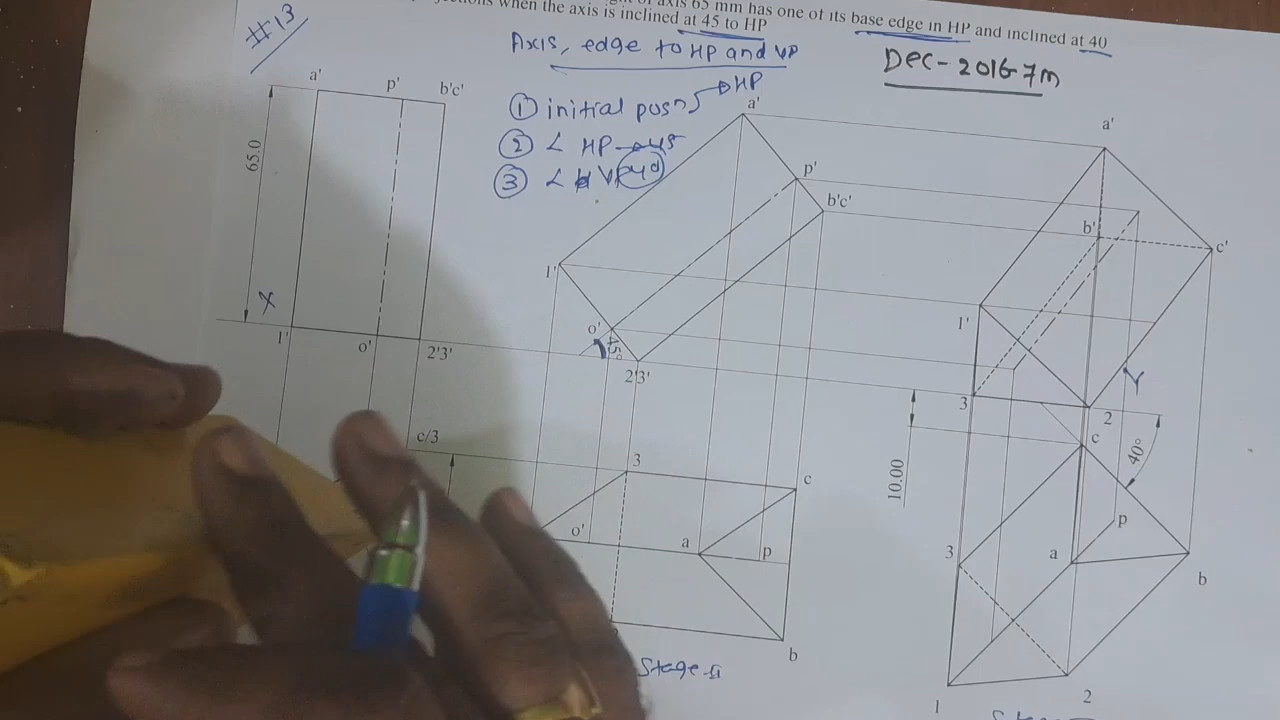 of axis 65 mm has one of its base edge in HP and inclined at 40
when the axis is inclined at 45 to HP
#13
Axis, edge to HP and VP
Dec-2016-7m
① initial posn HP
② < HP 45
③ < VP 40
a' p' b'c'
65.0
X
1' o' 2'3'
c/3
a'
p'
b'c'
1'
o'
45°
2'3'
3
c
o' a p
b
Stage-II
a'
b'
c'
1'
Y
3
2
c
40°
10.00
p
3 a
b
1 2